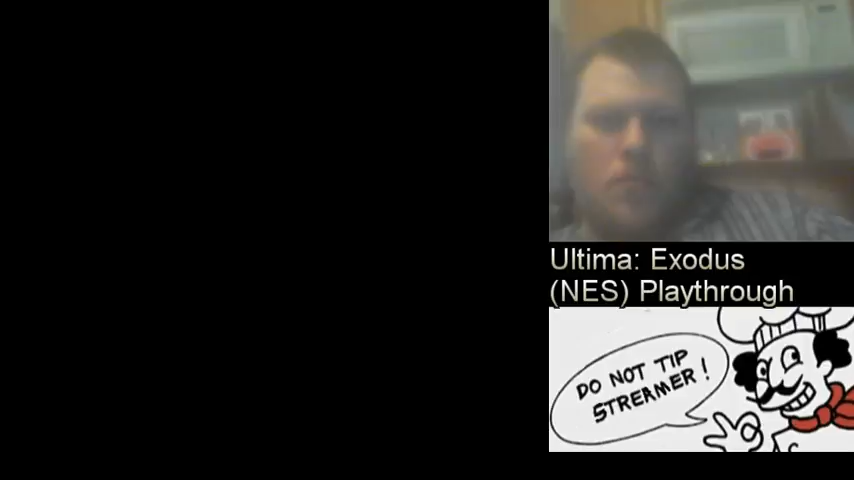 Ultima: Exodus
(NES) Playthrough
DO NOT TIP
STREAMER!